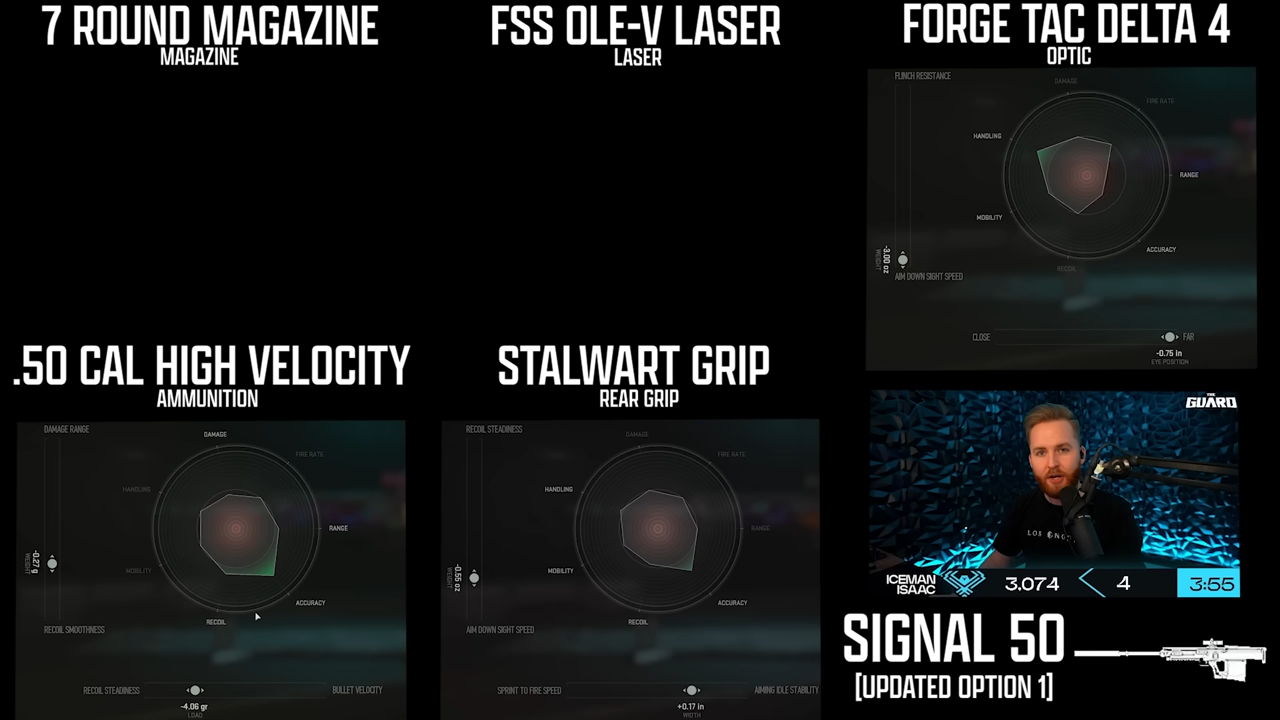 7 ROUND MAGAZINE
MAGAZINE
FSS OLE-V LASER
LASER
FORGE TAC DELTA 4
OPTIC
FLINCH RESISTANCE
DAMAGE
FIRE RATE
HANDLING
RANGE
MOBILITY
ACCURACY
RECOIL
-3.00 oz
WEIGHT
AIM DOWN SIGHT SPEED
CLOSE
FAR
-0.75 in
EYE POSITION
.50 CAL HIGH VELOCITY
AMMUNITION
DAMAGE RANGE
DAMAGE
FIRE RATE
HANDLING
RANGE
-0.27 g
WEIGHT
MOBILITY
ACCURACY
RECOIL
RECOIL SMOOTHNESS
RECOIL STEADINESS
BULLET VELOCITY
-4.06 gr
LOAD
STALWART GRIP
REAR GRIP
RECOIL STEADINESS
DAMAGE
FIRE RATE
HANDLING
RANGE
-0.55 oz
WEIGHT
MOBILITY
ACCURACY
RECOIL
AIM DOWN SIGHT SPEED
SPRINT TO FIRE SPEED
AIMING IDLE STABILITY
+0.17 in
WIDTH
THE
GUARD
ICEMAN
ISAAC
3.074
4
3:55
SIGNAL 50
[UPDATED OPTION 1]